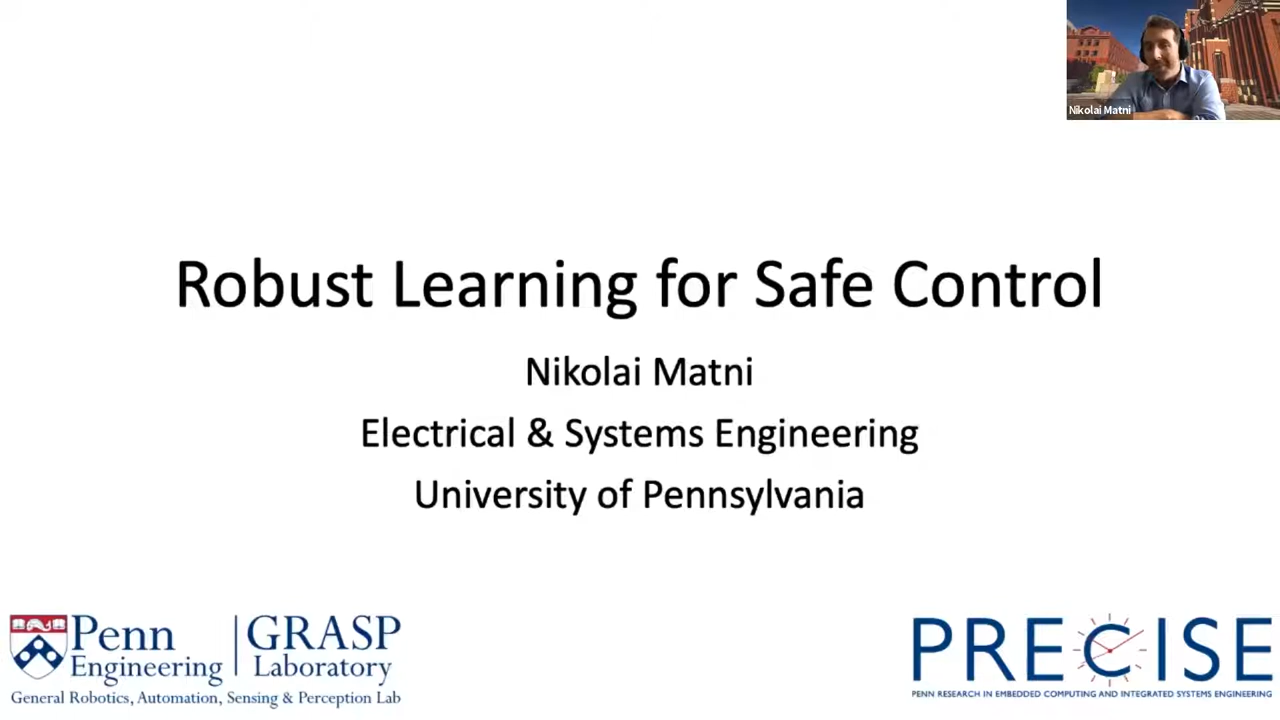 Nikolai Matni
Robust Learning for Safe Control
Nikolai Matni
Electrical & Systems Engineering
University of Pennsylvania
Penn Engineering
GRASP Laboratory
General Robotics, Automation, Sensing & Perception Lab
PRECISE
PENN RESEARCH IN EMBEDDED COMPUTING AND INTEGRATED SYSTEMS ENGINEERING